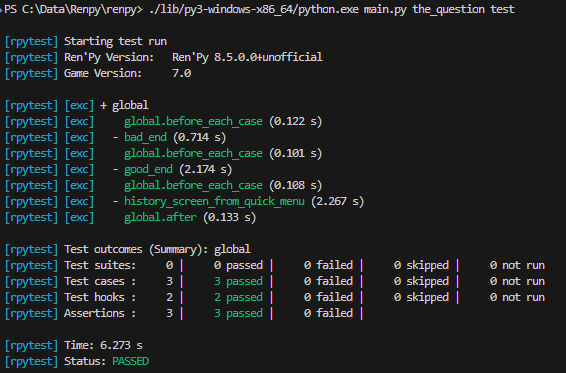 PS C:\Data\Renpy\renpy> ./lib/py3-windows-x86_64/python.exe main.py the_question test
[rpytest] Starting test run
[rpytest] Ren'Py Version:   Ren'Py 8.5.0.0+unofficial
[rpytest] Game Version:     7.0
[rpytest] [exc] + global
[rpytest] [exc]     global.before_each_case (0.122 s)
[rpytest] [exc]   - bad_end (0.714 s)
[rpytest] [exc]     global.before_each_case (0.101 s)
[rpytest] [exc]   - good_end (2.174 s)
[rpytest] [exc]     global.before_each_case (0.108 s)
[rpytest] [exc]   - history_screen_from_quick_menu (2.267 s)
[rpytest] [exc]     global.after (0.133 s)
[rpytest] Test outcomes (Summary): global
[rpytest] Test suites:    0 |     0 passed |     0 failed |     0 skipped |     0 not run
[rpytest] Test cases :    3 |     3 passed |     0 failed |     0 skipped |     0 not run
[rpytest] Test hooks :    2 |     2 passed |     0 failed |     0 skipped |     0 not run
[rpytest] Assertions :    3 |     3 passed |     0 failed |
[rpytest] Time: 6.273 s
[rpytest] Status: PASSED